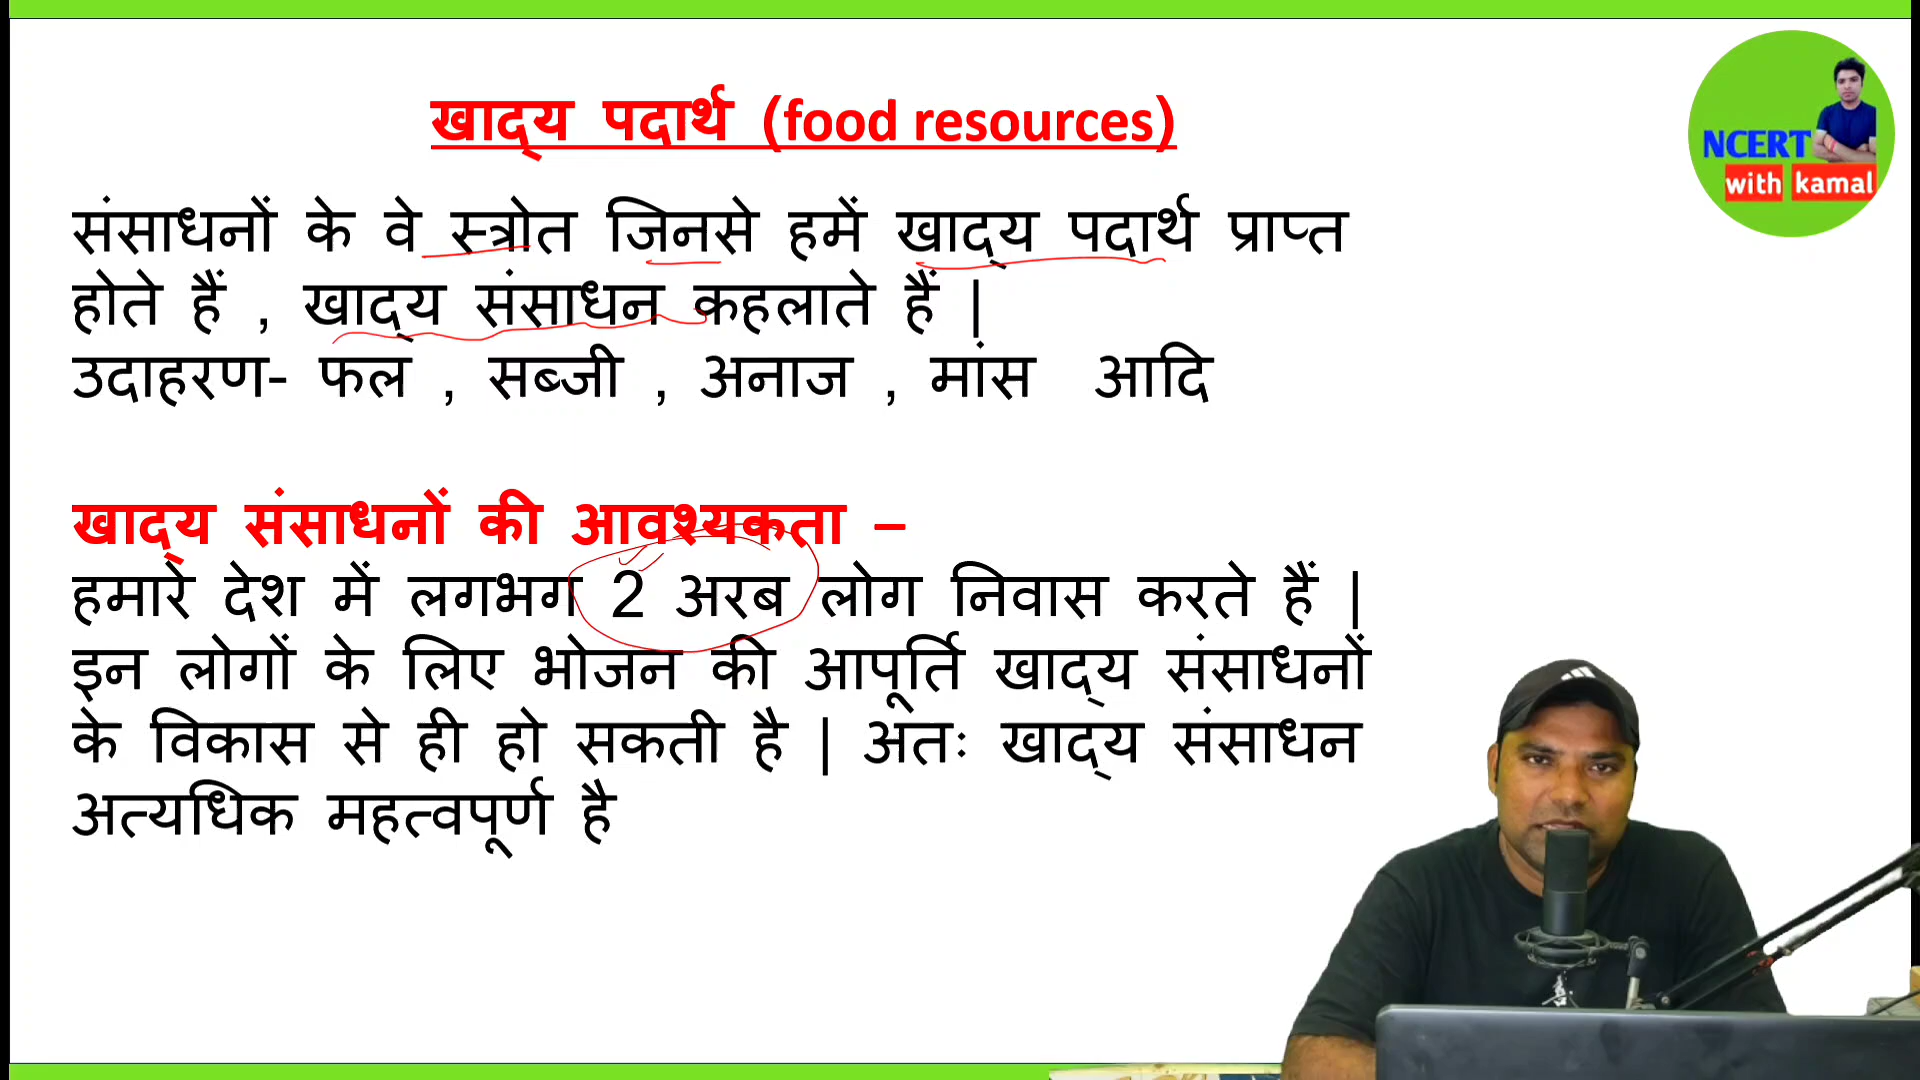 खाद्य पदार्थ (food resources)
NCERT
with kamal
संसाधनों के वे स्त्रोत जिनसे हमें खाद्य पदार्थ प्राप्त
होते हैं , खाद्य संसाधन कहलाते हैं |
उदाहरण- फल , सब्जी , अनाज , मांस आदि
खाद्य संसाधनों की आवश्यकता –
हमारे देश में लगभग 2 अरब लोग निवास करते हैं |
इन लोगों के लिए भोजन की आपूर्ति खाद्य संसाधनों
के विकास से ही हो सकती है | अतः खाद्य संसाधन
अत्यधिक महत्वपूर्ण है